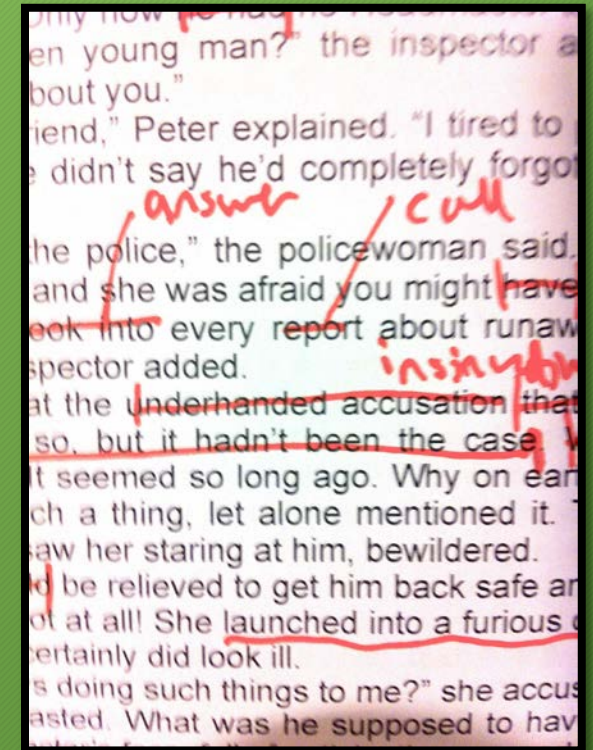 en young man?" the inspector a
bout you."
iend," Peter explained. "I tired to
didn't say he'd completely forgot
answer call
the police," the policewoman said.
and she was afraid you might have
ook into every report about runaw
spector added.
at the underhanded accusation that
so, but it hadn't been the case.
It seemed so long ago. Why on ear
ch a thing, let alone mentioned it.
saw her staring at him, bewildered.
d be relieved to get him back safe an
ot at all! She launched into a furious
ertainly did look ill.
's doing such things to me?" she accus
asted. What was he supposed to hav